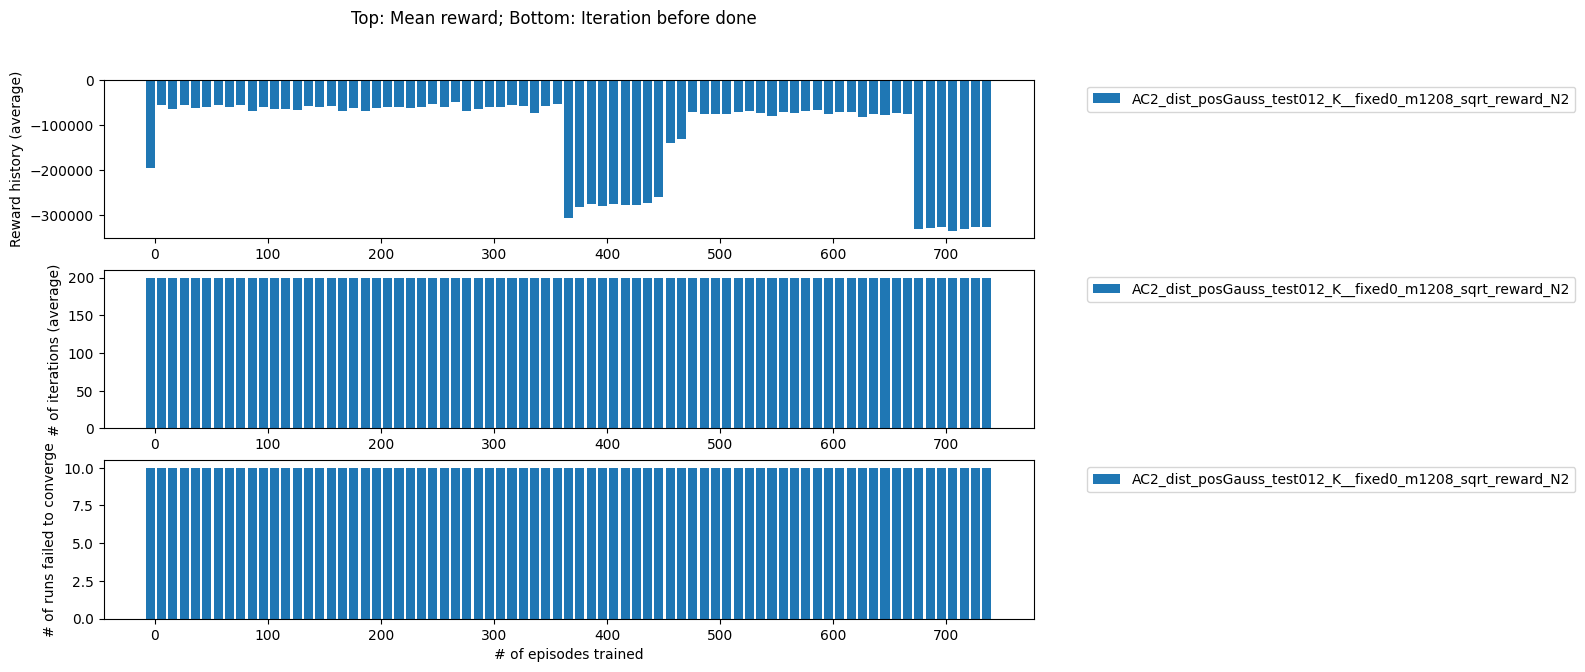 Top: Mean reward; Bottom: Iteration before done
Reward history (average)
0
−100000
−200000
−300000
0 100 200 300 400 500 600 700
AC2_dist_posGauss_test012_K__fixed0_m1208_sqrt_reward_N2
# of iterations (average)
200
150
100
50
0
0 100 200 300 400 500 600 700
AC2_dist_posGauss_test012_K__fixed0_m1208_sqrt_reward_N2
# of runs failed to converge
10.0
7.5
5.0
2.5
0.0
0 100 200 300 400 500 600 700
AC2_dist_posGauss_test012_K__fixed0_m1208_sqrt_reward_N2
# of episodes trained